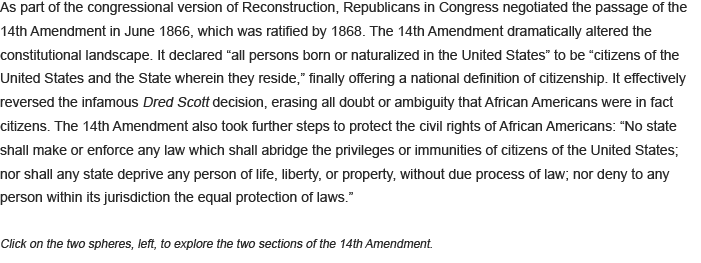 As part of the congressional version of Reconstruction, Republicans in Congress negotiated the passage of the
14th Amendment in June 1866, which was ratified by 1868. The 14th Amendment dramatically altered the
constitutional landscape. It declared “all persons born or naturalized in the United States” to be “citizens of the
United States and the State wherein they reside,” finally offering a national definition of citizenship. It effectively
reversed the infamous Dred Scott decision, erasing all doubt or ambiguity that African Americans were in fact
citizens. The 14th Amendment also took further steps to protect the civil rights of African Americans: “No state
shall make or enforce any law which shall abridge the privileges or immunities of citizens of the United States;
nor shall any state deprive any person of life, liberty, or property, without due process of law; nor deny to any
person within its jurisdiction the equal protection of laws.”
Click on the two spheres, left, to explore the two sections of the 14th Amendment.